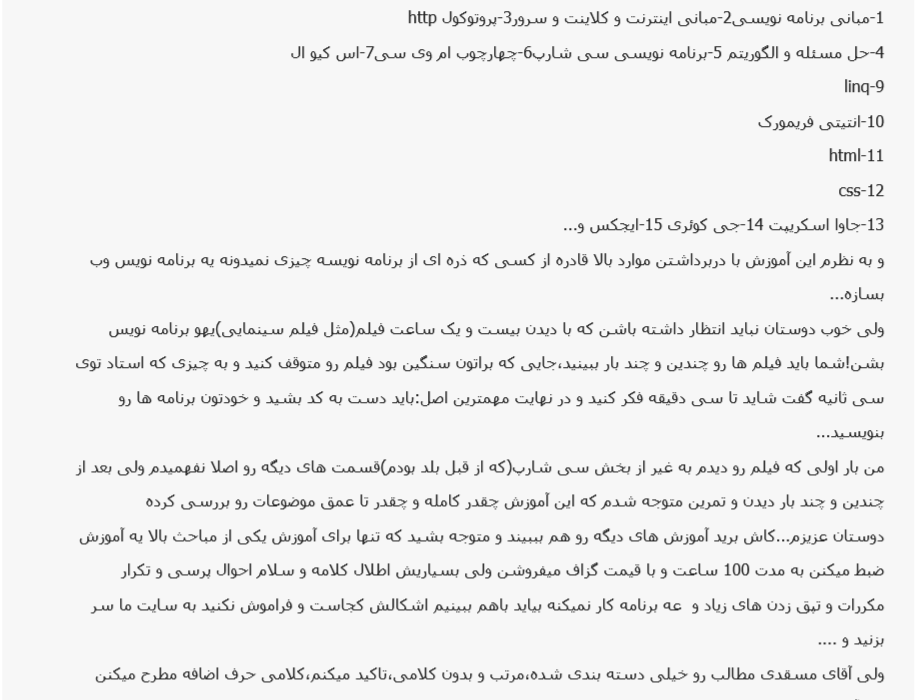 1-مبانی برنامه نویسی2-مبانی اینترنت و کلاینت و سرور3-پروتوکول http
4-حل مسئله و الگوریتم 5-برنامه نویسی سی شارپ6-چهارچوب ام وی سی7-اس کیو ال
9-linq
10-انتیتی فریمورک
11-html
12-css
13-جاوا اسکریپت 14-جی کوئری 15-ایجکس و...
و به نظرم این آموزش با دربرداشتن موارد بالا قادره از کسی که ذره ای از برنامه نویسه چیزی نمیدونه یه برنامه نویس وب
بسازه...
ولی خوب دوستان نباید انتظار داشته باشن که با دیدن بیست و یک ساعت فیلم(مثل فیلم سینمایی)یهو برنامه نویس
بشن!شما باید فیلم ها رو چندین و چند بار ببینید،جایی که براتون سنگین بود فیلم رو متوقف کنید و به چیزی که استاد توی
سی ثانیه گفت شاید تا سی دقیقه فکر کنید و در نهایت مهمترین اصل:باید دست به کد بشید و خودتون برنامه ها رو
بنویسید...
من بار اولی که فیلم رو دیدم به غیر از بخش سی شارپ(که از قبل بلد بودم)قسمت های دیگه رو اصلا نفهمیدم ولی بعد از
چندین و چند بار دیدن و تمرین متوجه شدم که این آموزش چقدر کامله و چقدر تا عمق موضوعات رو بررسی کرده
دوستان عزیزم...کاش برید آموزش های دیگه رو هم بببیند و متوجه بشید که تنها برای آموزش یکی از مباحث بالا یه آموزش
ضبط میکنن به مدت 100 ساعت و با قیمت گزاف میفروشن ولی بسیاریش اطلال کلامه و سلام احوال پرسی و تکرار
مکررات و تپق زدن های زیاد و  عه برنامه کار نمیکنه بیاید باهم ببینیم اشکالش کجاست و فراموش نکنید به سایت ما سر
بزنید و ....
ولی آقای مسقدی مطالب رو خیلی دسته بندی شده،مرتب و بدون کلامی،تاکید میکنم،کلامی حرف اضافه مطرح میکنن